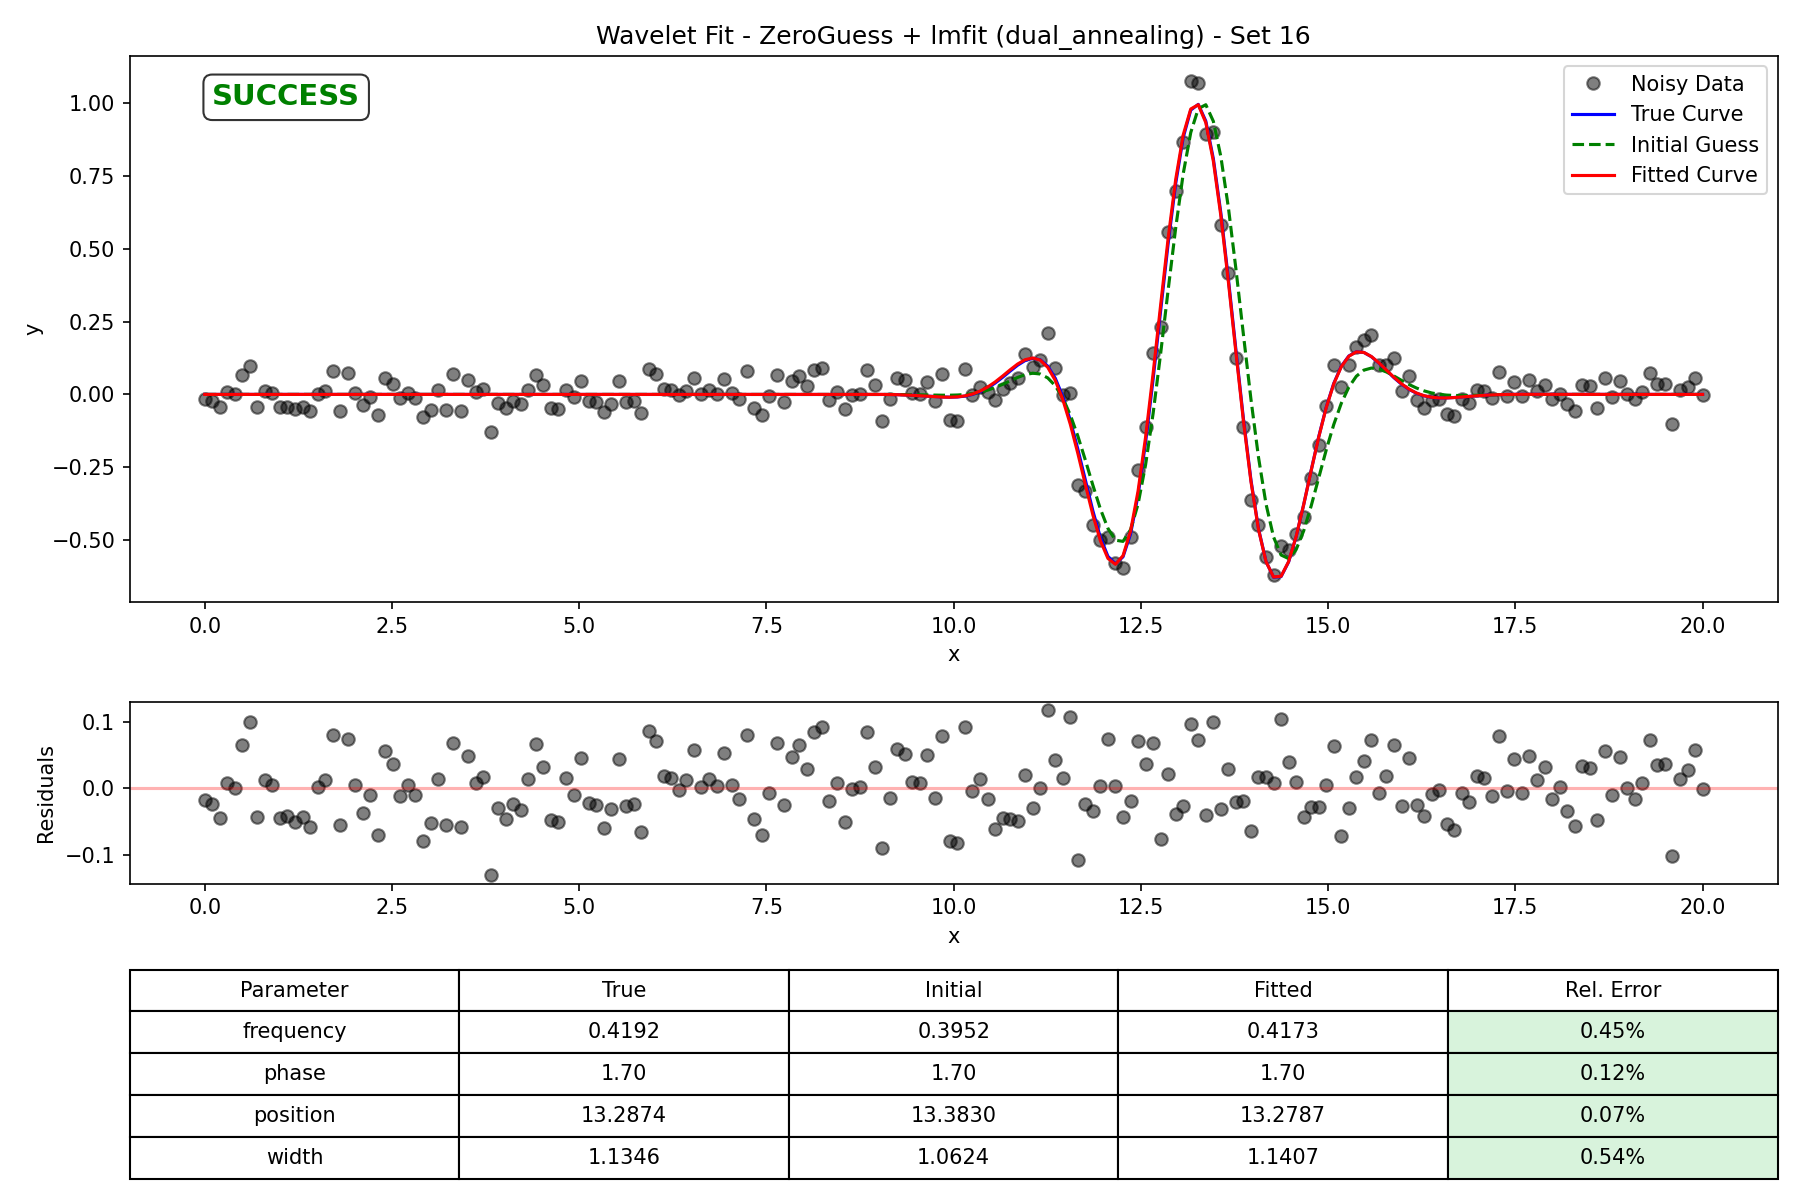 Wavelet Fit - ZeroGuess + lmfit (dual_annealing) - Set 16
SUCCESS
Noisy Data
True Curve
Initial Guess
Fitted Curve
1.00
0.75
0.50
0.25
0.00
−0.25
−0.50
y
0.0 2.5 5.0 7.5 10.0 12.5 15.0 17.5 20.0
x
0.1
0.0
−0.1
Residuals
0.0 2.5 5.0 7.5 10.0 12.5 15.0 17.5 20.0
x
Parameter True Initial Fitted Rel. Error
frequency 0.4192 0.3952 0.4173 0.45%
phase 1.70 1.70 1.70 0.12%
position 13.2874 13.3830 13.2787 0.07%
width 1.1346 1.0624 1.1407 0.54%